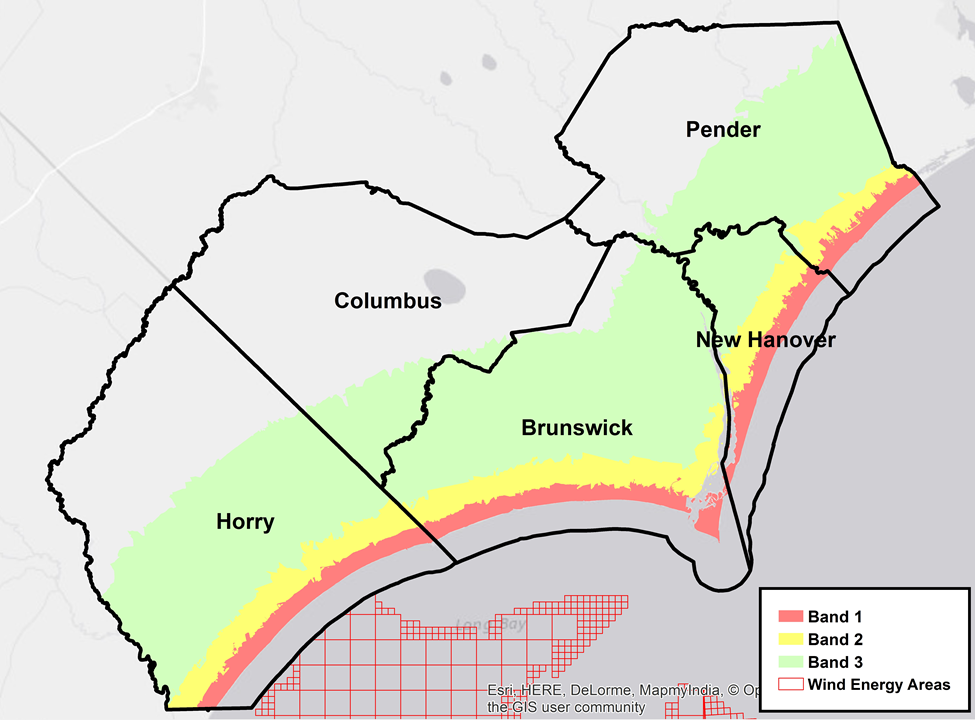 Pender
Columbus
New Hanover
Brunswick
Horry
Long Bay
Band 1
Band 2
Band 3
Wind Energy Areas
Esri, HERE, DeLorme, MapmyIndia, © Op
the GIS user community